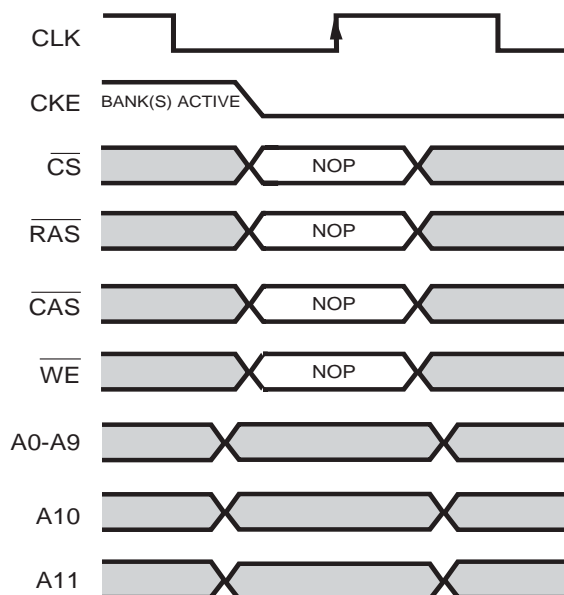 CLK
CKE BANK(S) ACTIVE
CS NOP
RAS NOP
CAS NOP
WE NOP
A0-A9
A10
A11